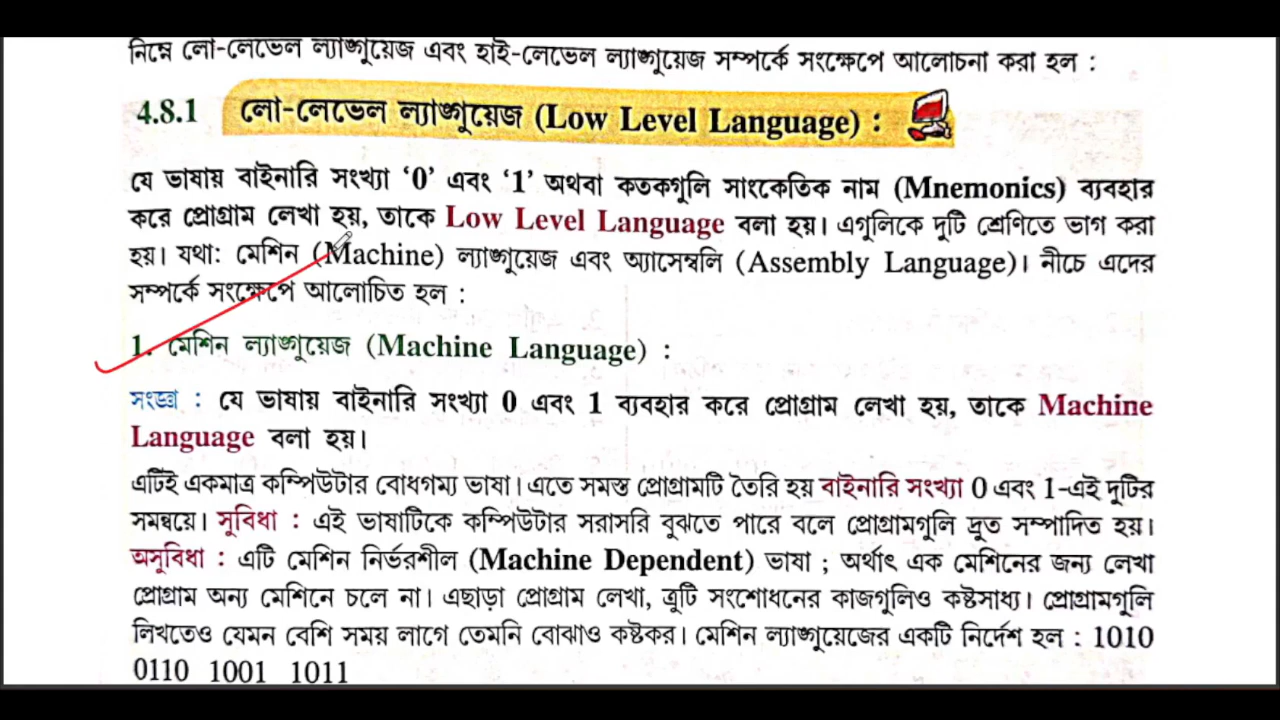 নিম্নে লো-লেভেল ল্যাঙ্গুয়েজ এবং হাই-লেভেল ল্যাঙ্গুয়েজ সম্পর্কে সংক্ষেপে আলোচনা করা হল :
4.8.1 লো-লেভেল ল্যাঙ্গুয়েজ (Low Level Language) :
যে ভাষায় বাইনারি সংখ্যা ‘0’ এবং ‘1’ অথবা কতকগুলি সাংকেতিক নাম (Mnemonics) ব্যবহার
করে প্রোগ্রাম লেখা হয়, তাকে Low Level Language বলা হয়। এগুলিকে দুটি শ্রেণিতে ভাগ করা
হয়। যথা: মেশিন (Machine) ল্যাঙ্গুয়েজ এবং অ্যাসেম্বলি (Assembly Language)। নীচে এদের
সম্পর্কে সংক্ষেপে আলোচিত হল :
1. মেশিন ল্যাঙ্গুয়েজ (Machine Language) :
সংজ্ঞা : যে ভাষায় বাইনারি সংখ্যা 0 এবং 1 ব্যবহার করে প্রোগ্রাম লেখা হয়, তাকে Machine
Language বলা হয়।
এটিই একমাত্র কম্পিউটার বোধগম্য ভাষা। এতে সমস্ত প্রোগ্রামটি তৈরি হয় বাইনারি সংখ্যা 0 এবং 1-এই দুটির
সমন্বয়ে। সুবিধা : এই ভাষাটিকে কম্পিউটার সরাসরি বুঝতে পারে বলে প্রোগ্রামগুলি দ্রুত সম্পাদিত হয়।
অসুবিধা : এটি মেশিন নির্ভরশীল (Machine Dependent) ভাষা ; অর্থাৎ এক মেশিনের জন্য লেখা
প্রোগ্রাম অন্য মেশিনে চলে না। এছাড়া প্রোগ্রাম লেখা, ত্রুটি সংশোধনের কাজগুলিও কষ্টসাধ্য। প্রোগ্রামগুলি
লিখতেও যেমন বেশি সময় লাগে তেমনি বোঝাও কষ্টকর। মেশিন ল্যাঙ্গুয়েজের একটি নির্দেশ হল : 1010
0110 1001 1011